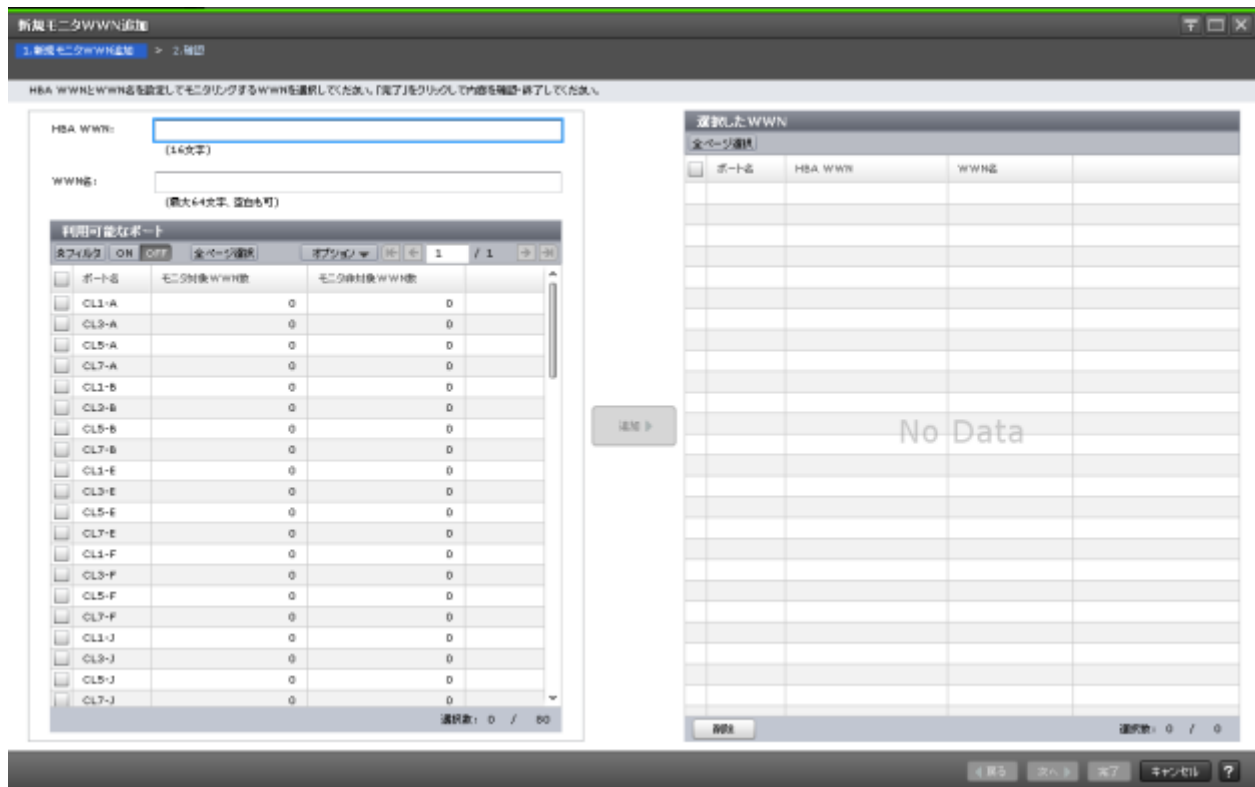 新規モニタWWN追加
1.新規モニタWWN追加 > 2.確認
HBA WWNとWWN名を設定してモニタリングするWWNを選択してください。「完了」をクリックして内容を確認・終了してください。
HBA WWN:
(16文字)
WWN名:
(最大64文字, 空白も可)
利用可能なポート
表フィルタ ON OFF 全ページ選択 オプション 1 / 1
ポート名 モニタ対象WWN数 モニタ非対象WWN数
CL1-A 0 0
CL3-A 0 0
CL5-A 0 0
CL7-A 0 0
CL1-B 0 0
CL3-B 0 0
CL5-B 0 0
CL7-B 0 0
CL1-E 0 0
CL3-E 0 0
CL5-E 0 0
CL7-E 0 0
CL1-F 0 0
CL3-F 0 0
CL5-F 0 0
CL7-F 0 0
CL1-J 0 0
CL3-J 0 0
CL5-J 0 0
CL7-J 0 0
選択数: 0 / 80
追加
選択したWWN
全ページ選択
ポート名 HBA WWN WWN名
No Data
削除 選択数: 0 / 0
戻る 次へ 完了 キャンセル ?